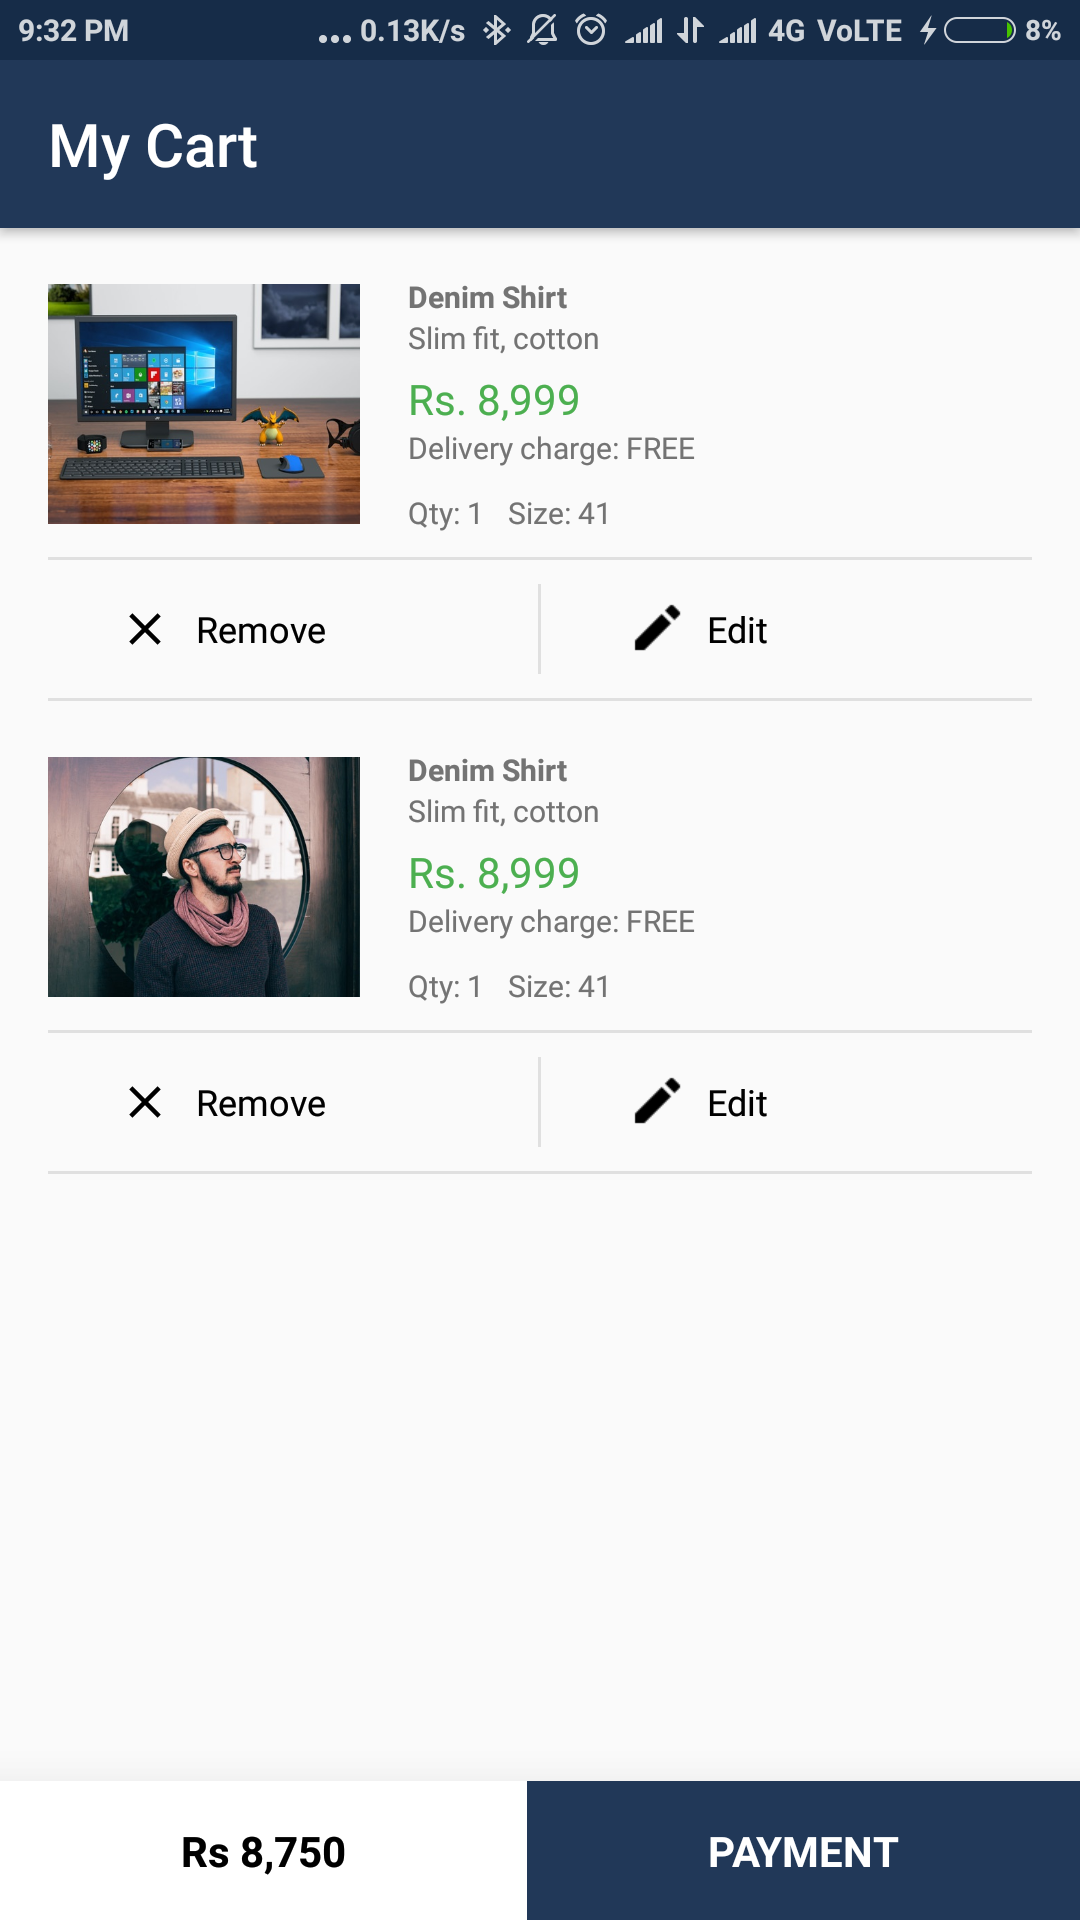 9:32 PM ... 0.13K/s 4G VoLTE 8%
My Cart
Denim Shirt
Slim fit, cotton
Rs. 8,999
Delivery charge: FREE
Qty: 1 Size: 41
Remove Edit
Denim Shirt
Slim fit, cotton
Rs. 8,999
Delivery charge: FREE
Qty: 1 Size: 41
Remove Edit
Rs 8,750 PAYMENT